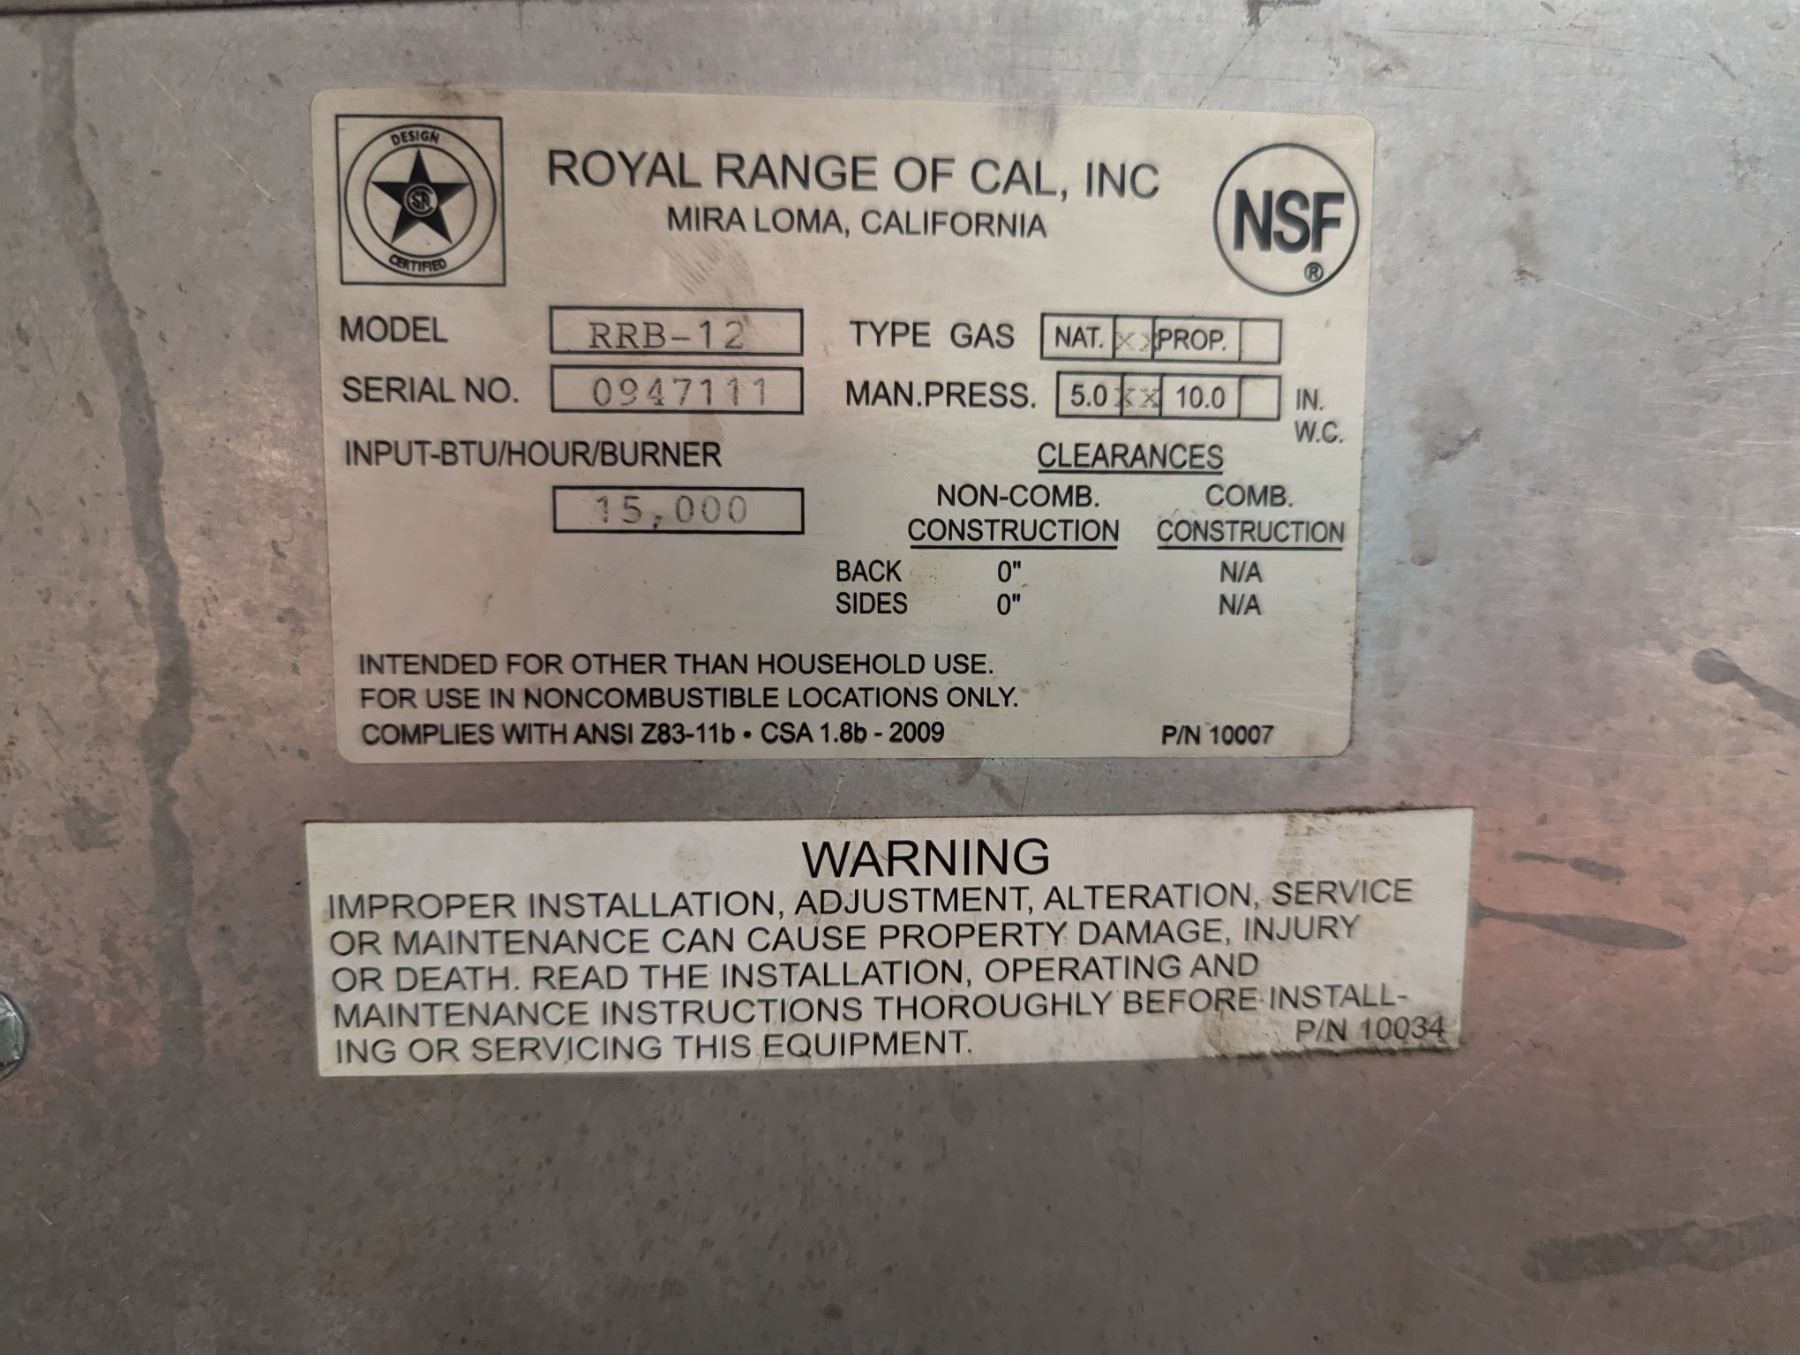 DESIGN
CERTIFIED
ROYAL RANGE OF CAL, INC
MIRA LOMA, CALIFORNIA
NSF
®
MODEL RRB-12 TYPE GAS NAT. XX PROP.
SERIAL NO. 0947111 MAN.PRESS. 5.0 XX 10.0 IN.
W.C.
INPUT-BTU/HOUR/BURNER
15,000
CLEARANCES
NON-COMB. COMB.
CONSTRUCTION CONSTRUCTION
BACK 0" N/A
SIDES 0" N/A
INTENDED FOR OTHER THAN HOUSEHOLD USE.
FOR USE IN NONCOMBUSTIBLE LOCATIONS ONLY.
COMPLIES WITH ANSI Z83-11b • CSA 1.8b - 2009 P/N 10007
WARNING
IMPROPER INSTALLATION, ADJUSTMENT, ALTERATION, SERVICE
OR MAINTENANCE CAN CAUSE PROPERTY DAMAGE, INJURY
OR DEATH. READ THE INSTALLATION, OPERATING AND
MAINTENANCE INSTRUCTIONS THOROUGHLY BEFORE INSTALL-
ING OR SERVICING THIS EQUIPMENT. P/N 10034